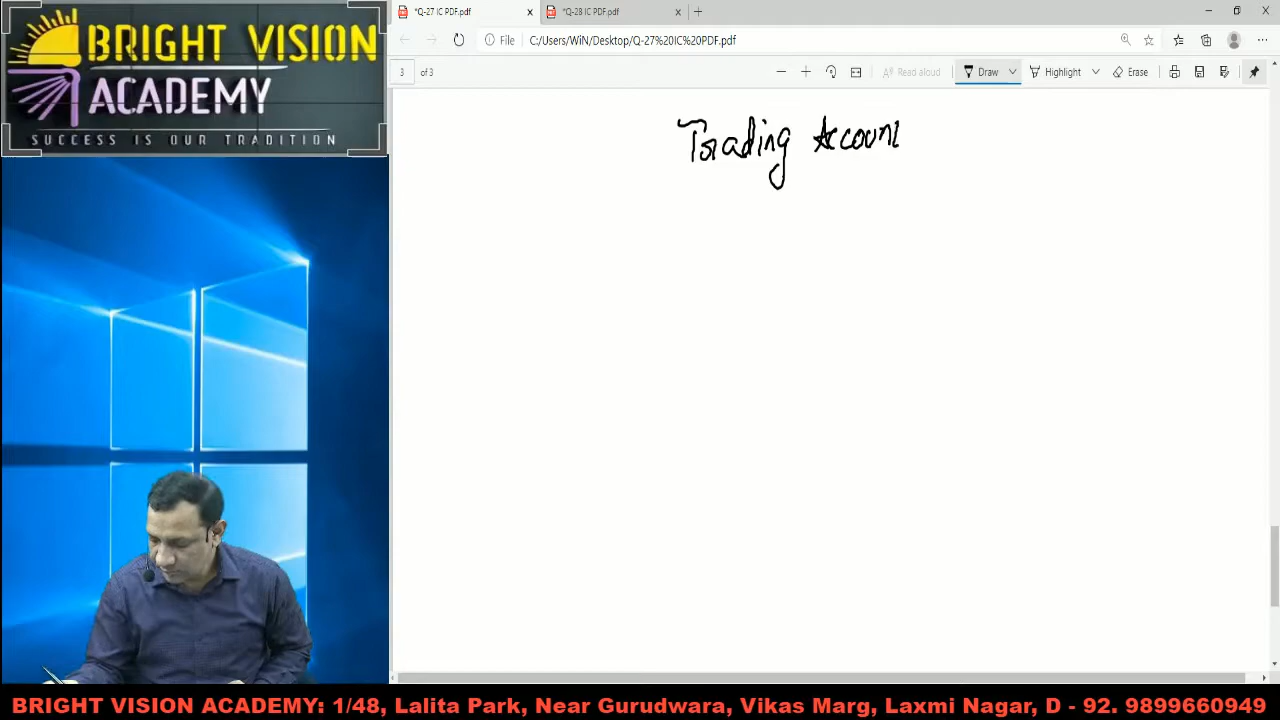 BRIGHT VISION
ACADEMY
SUCCESS IS OUR TRADITION
*Q-27 IC PDF.pdf
*Q-28 IC PDF.pdf
File C:/Users/WiN/Desktop/Q-27%20IC%20PDF.pdf
3 of 3 Read aloud Draw Highlight Erase
Trading Account
BRIGHT VISION ACADEMY: 1/48, Lalita Park, Near Gurudwara, Vikas Marg, Laxmi Nagar, D - 92. 9899660949